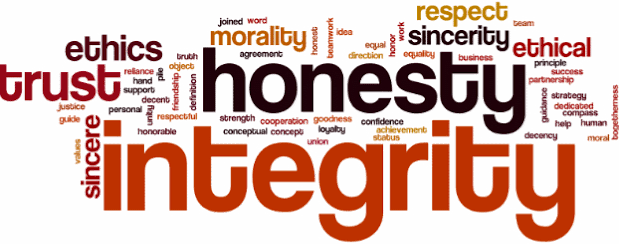 respect
joined word
team
work
honor
idea
teamwork
honest
morality
sincerity
ethics
truth
equal
agreement
direction
equality
business
ethical
principle
success
partnership
reliance
object
pile
hand
support
friendship
definition
trust
honesty
strategy
guidance
dedicated
compass
togetherness
justice
guide
personal
decent
unity
respectful
honorable
strength
cooperation
goodness
confidence
conceptual
concept
loyalty
achievement
status
union
help
human
decency
moral
values
sincere
integrity